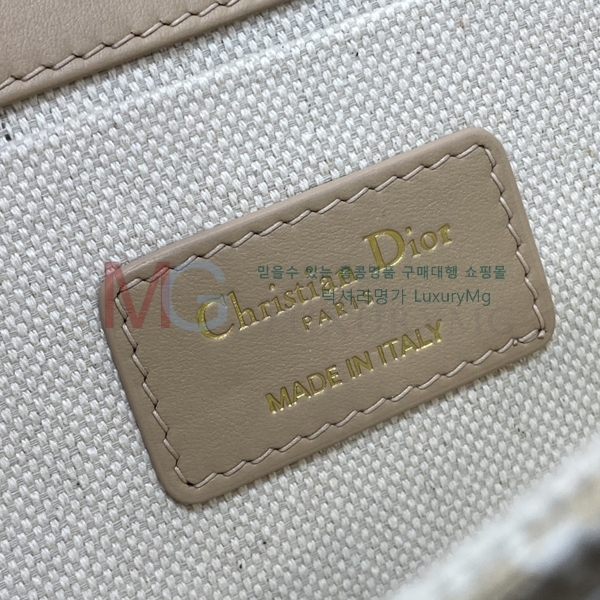 Christian Dior
PARIS
MADE IN ITALY
MG
믿을수 있는 홍콩명품 구매대행 쇼핑몰
럭셔리명가 LuxuryMg